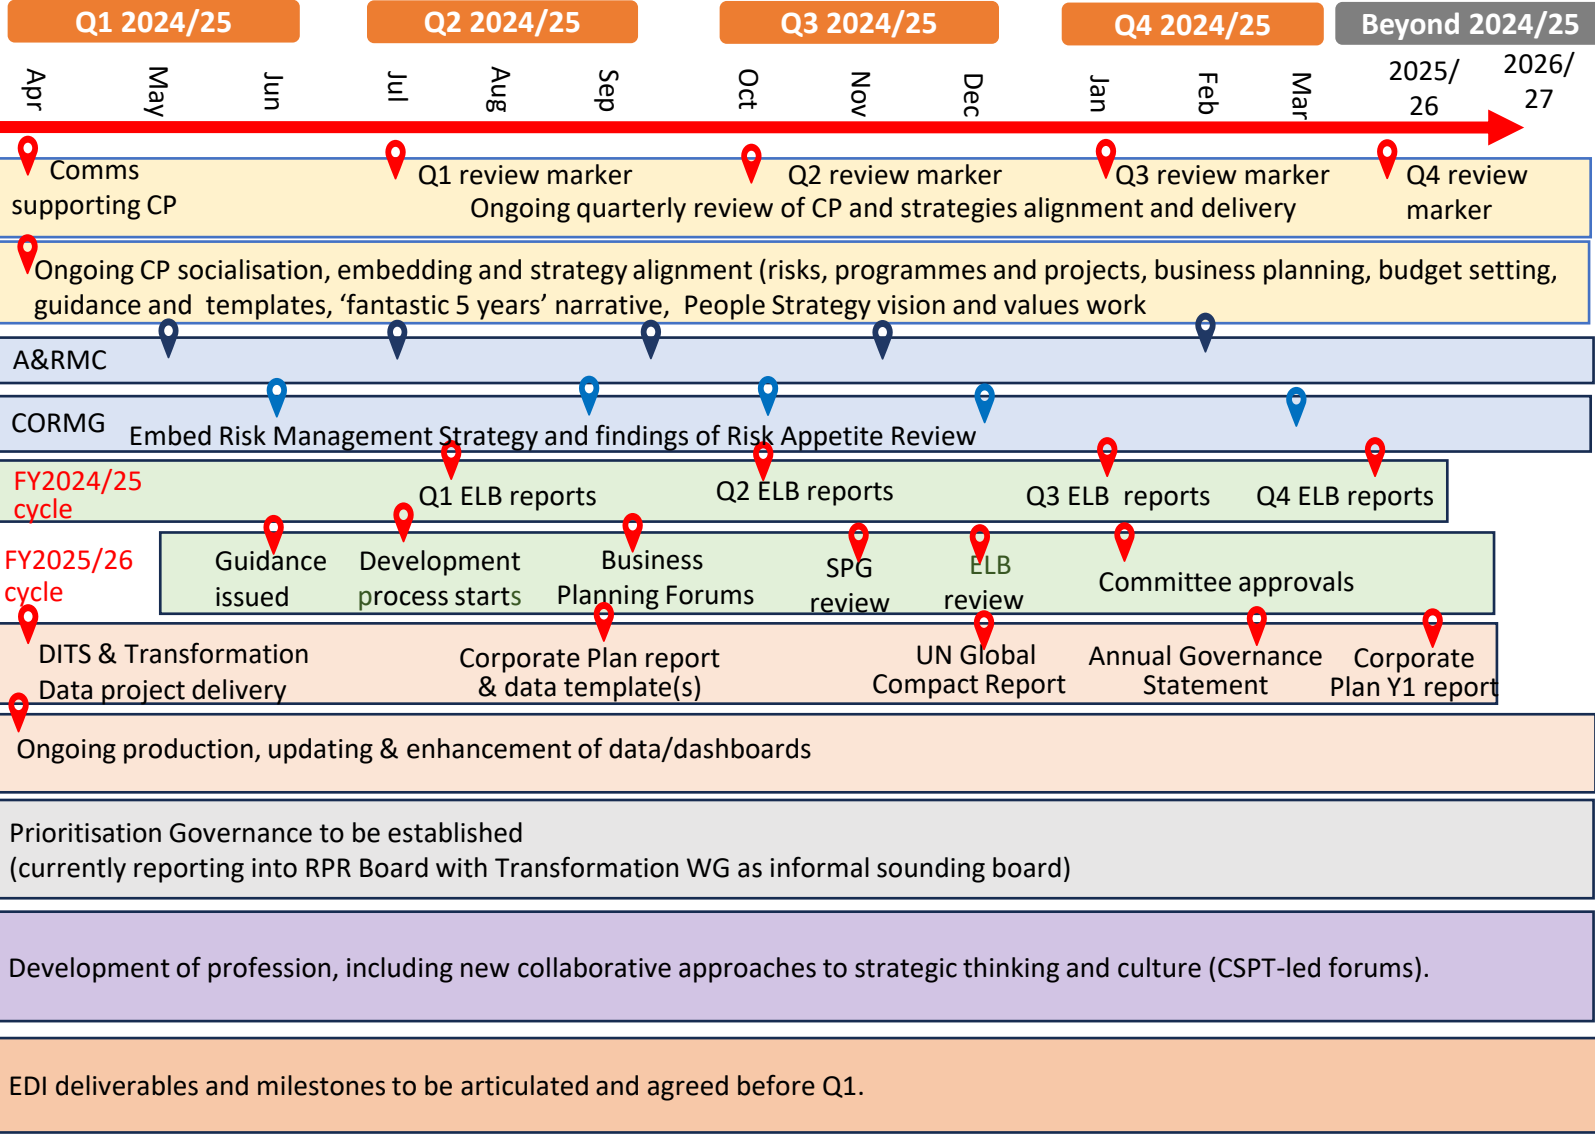 Q1 2024/25
Q2 2024/25
Q3 2024/25
Q4 2024/25
Beyond 2024/25
Apr
May
Jun
Jul
Aug
Sep
Oct
Nov
Dec
Jan
Feb
Mar
2025/
26
2026/
27
Comms
supporting CP
Q1 review marker
Q2 review marker
Q3 review marker
Q4 review
marker
Ongoing quarterly review of CP and strategies alignment and delivery
Ongoing CP socialisation, embedding and strategy alignment (risks, programmes and projects, business planning, budget setting,
guidance and  templates, ‘fantastic 5 years’ narrative,  People Strategy vision and values work
A&RMC
CORMG
Embed Risk Management Strategy and findings of Risk Appetite Review
FY2024/25
cycle
Q1 ELB reports
Q2 ELB reports
Q3 ELB  reports
Q4 ELB reports
FY2025/26
cycle
Guidance
issued
Development
process starts
Business
Planning Forums
SPG
review
ELB
review
Committee approvals
DITS & Transformation
Data project delivery
Corporate Plan report
& data template(s)
UN Global
Compact Report
Annual Governance
Statement
Corporate
Plan Y1 report
Ongoing production, updating & enhancement of data/dashboards
Prioritisation Governance to be established
(currently reporting into RPR Board with Transformation WG as informal sounding board)
Development of profession, including new collaborative approaches to strategic thinking and culture (CSPT-led forums).
EDI deliverables and milestones to be articulated and agreed before Q1.